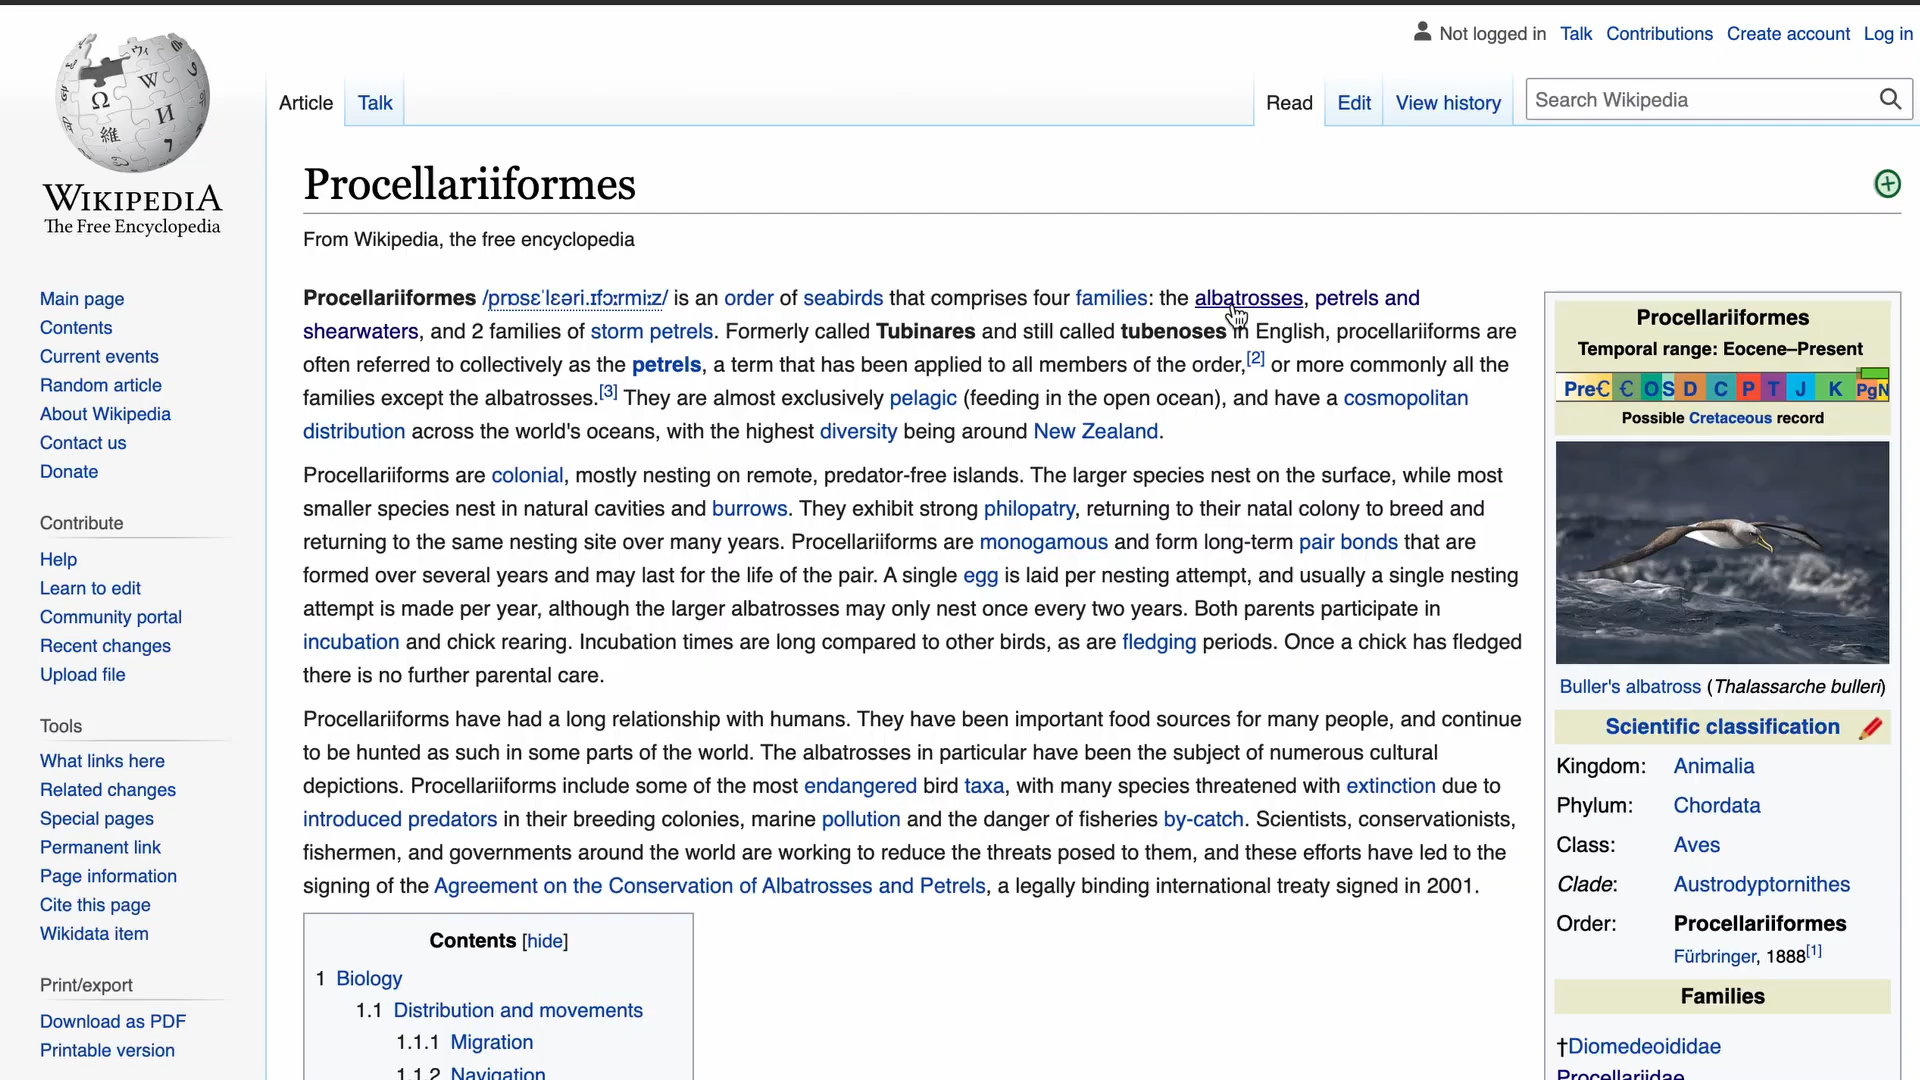 Not logged in Talk Contributions Create account Log in
Article Talk Read Edit View history Search Wikipedia
WIKIPEDIA
The Free Encyclopedia
Main page
Contents
Current events
Random article
About Wikipedia
Contact us
Donate
Contribute
Help
Learn to edit
Community portal
Recent changes
Upload file
Tools
What links here
Related changes
Special pages
Permanent link
Page information
Cite this page
Wikidata item
Print/export
Download as PDF
Printable version
Procellariiformes
From Wikipedia, the free encyclopedia
Procellariiformes /prɒsɛˈlɛəri.ɪfɔːrmiːz/ is an order of seabirds that comprises four families: the albatrosses, petrels and
shearwaters, and 2 families of storm petrels. Formerly called Tubinares and still called tubenoses in English, procellariiforms are
often referred to collectively as the petrels, a term that has been applied to all members of the order,[2] or more commonly all the
families except the albatrosses.[3] They are almost exclusively pelagic (feeding in the open ocean), and have a cosmopolitan
distribution across the world's oceans, with the highest diversity being around New Zealand.
Procellariiforms are colonial, mostly nesting on remote, predator-free islands. The larger species nest on the surface, while most
smaller species nest in natural cavities and burrows. They exhibit strong philopatry, returning to their natal colony to breed and
returning to the same nesting site over many years. Procellariiforms are monogamous and form long-term pair bonds that are
formed over several years and may last for the life of the pair. A single egg is laid per nesting attempt, and usually a single nesting
attempt is made per year, although the larger albatrosses may only nest once every two years. Both parents participate in
incubation and chick rearing. Incubation times are long compared to other birds, as are fledging periods. Once a chick has fledged
there is no further parental care.
Procellariiforms have had a long relationship with humans. They have been important food sources for many people, and continue
to be hunted as such in some parts of the world. The albatrosses in particular have been the subject of numerous cultural
depictions. Procellariiforms include some of the most endangered bird taxa, with many species threatened with extinction due to
introduced predators in their breeding colonies, marine pollution and the danger of fisheries by-catch. Scientists, conservationists,
fishermen, and governments around the world are working to reduce the threats posed to them, and these efforts have led to the
signing of the Agreement on the Conservation of Albatrosses and Petrels, a legally binding international treaty signed in 2001.
Contents [hide]
1 Biology
1.1 Distribution and movements
1.1.1 Migration
1.1.2 Navigation
Procellariiformes
Temporal range: Eocene–Present
PreꞒ Ꞓ O S D C P T J K Pg N
Possible Cretaceous record
Buller's albatross (Thalassarche bulleri)
Scientific classification
Kingdom: Animalia
Phylum: Chordata
Class: Aves
Clade: Austrodyptornithes
Order: Procellariiformes
Fürbringer, 1888[1]
Families
†Diomedeoididae
Procellariidae